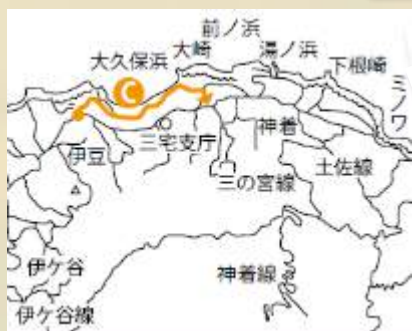 前ノ浜
大崎
湯ノ浜
大久保浜
下根崎
C
ミノワ
三宅支庁
神着
伊豆
土佐線
三の宮線
伊ケ谷
神着線
伊ケ谷線